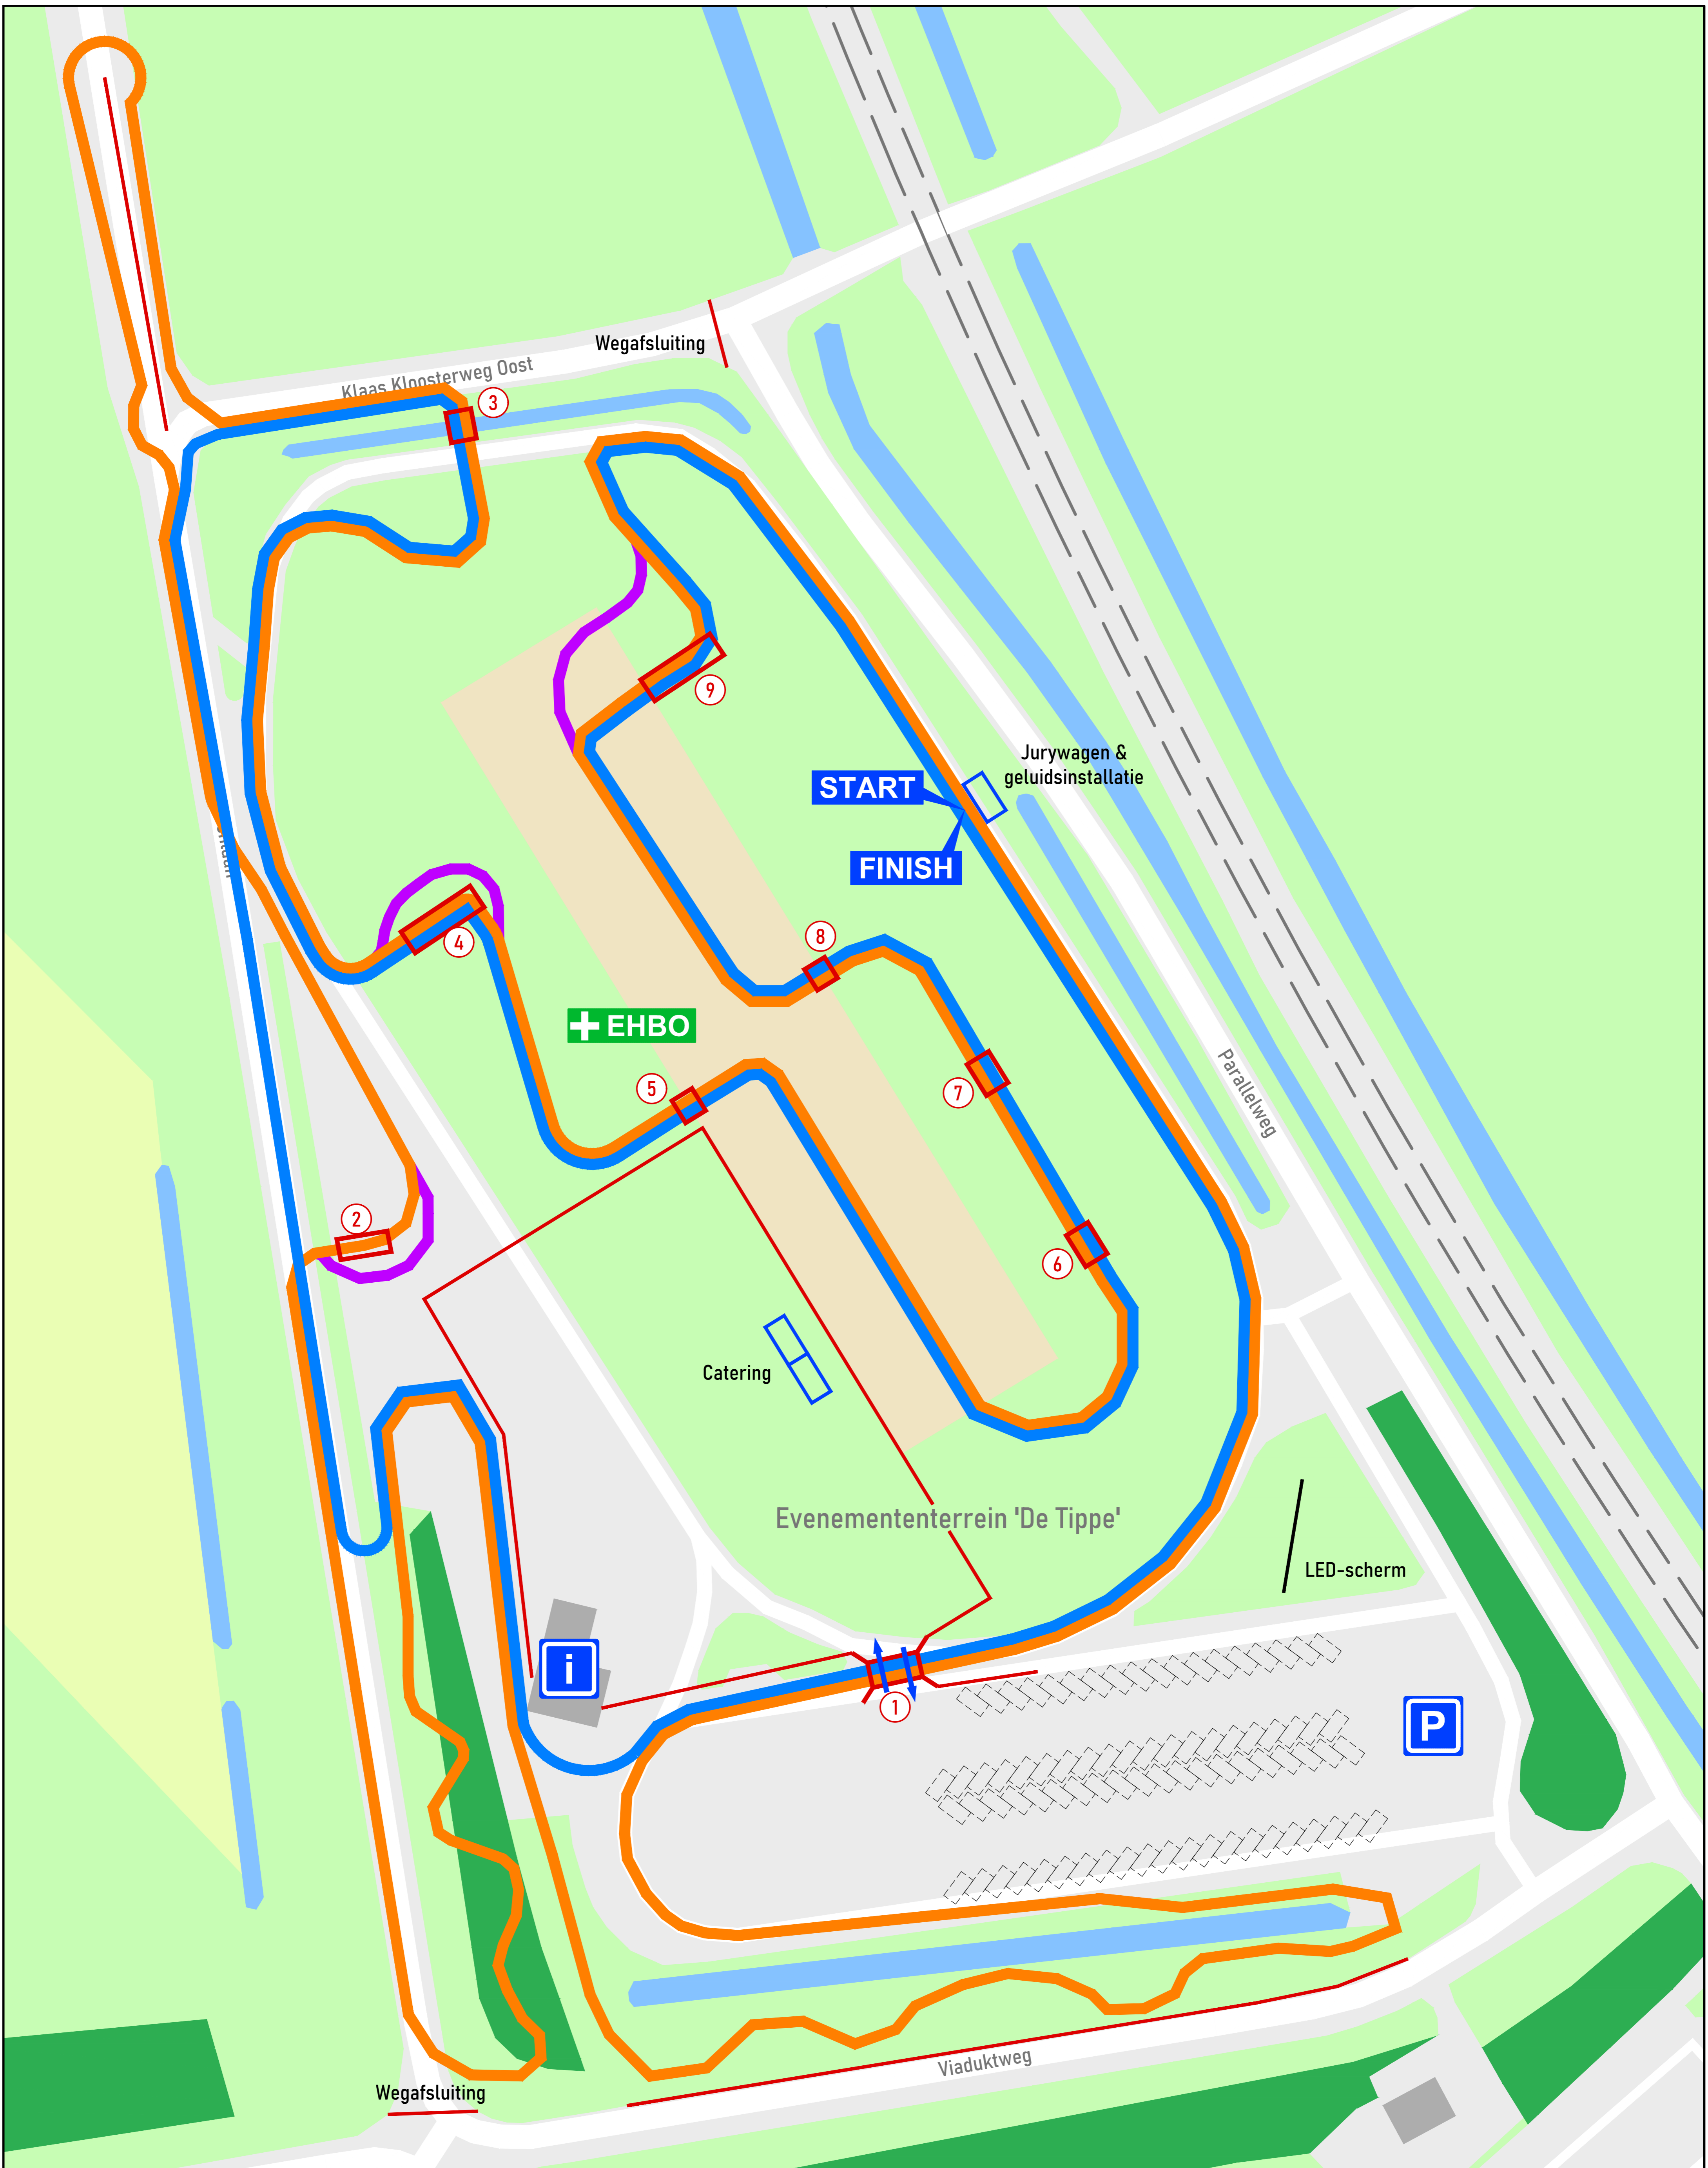 Wegafsluiting
Klaas Kloosterweg Oost
3
9
Jurywagen &
geluidsinstallatie
START
FINISH
4
8
EHBO
5
7
Parallelweg
2
6
Catering
Evenemententerrein 'De Tippe'
LED-scherm
i
1
P
Viaduktweg
Wegafsluiting